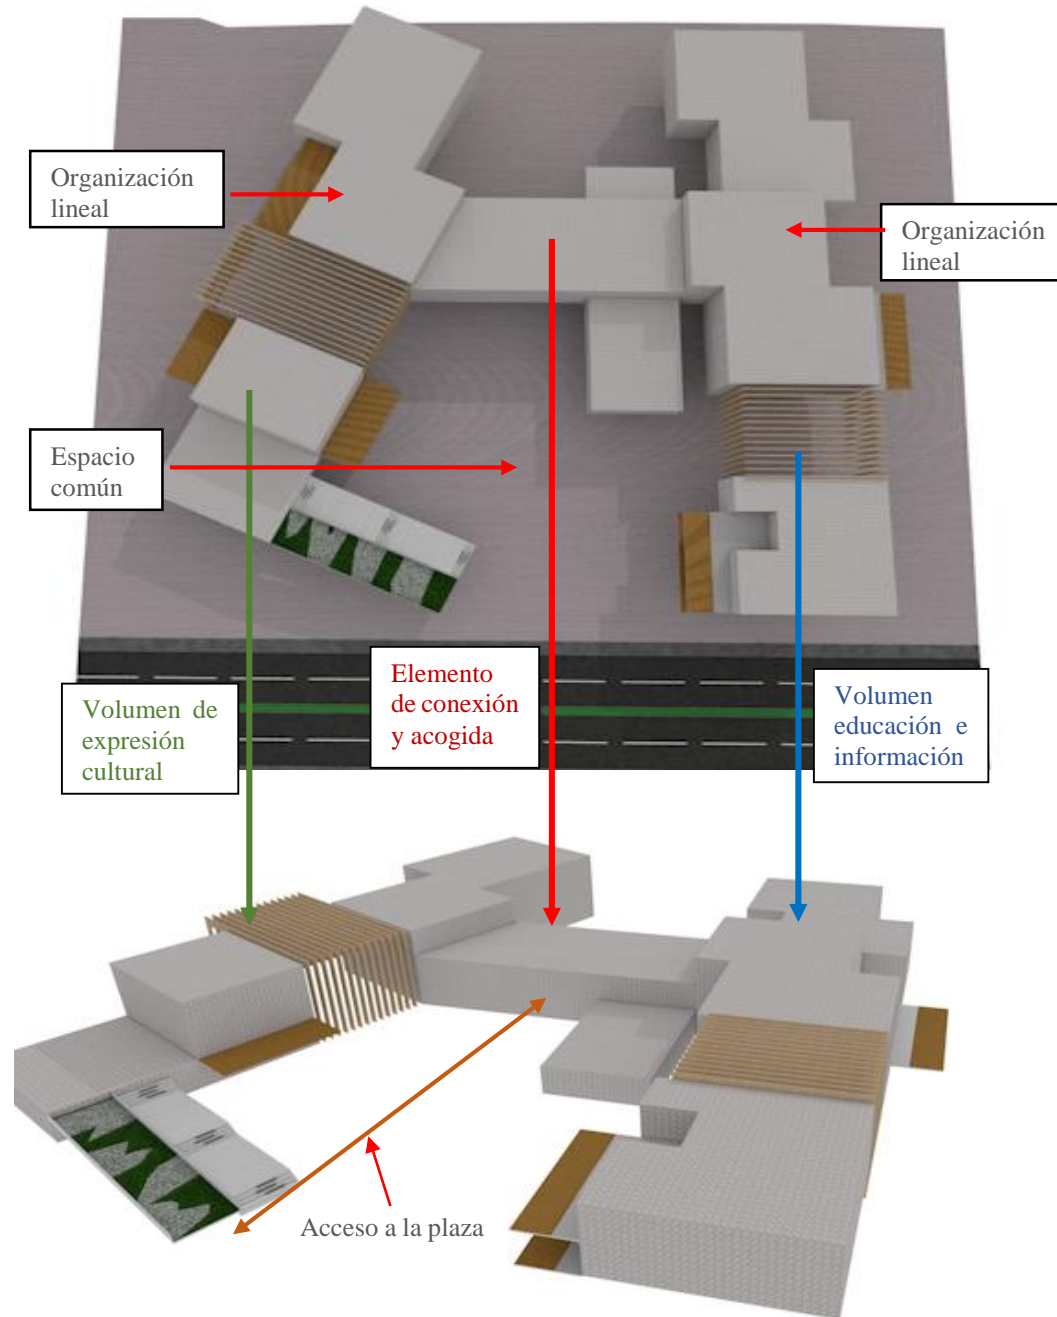 Organización
lineal
Organización
lineal
Espacio
común
Volumen de
expresión
cultural
Elemento
de conexión
y acogida
Volumen
educación e
información
Acceso a la plaza